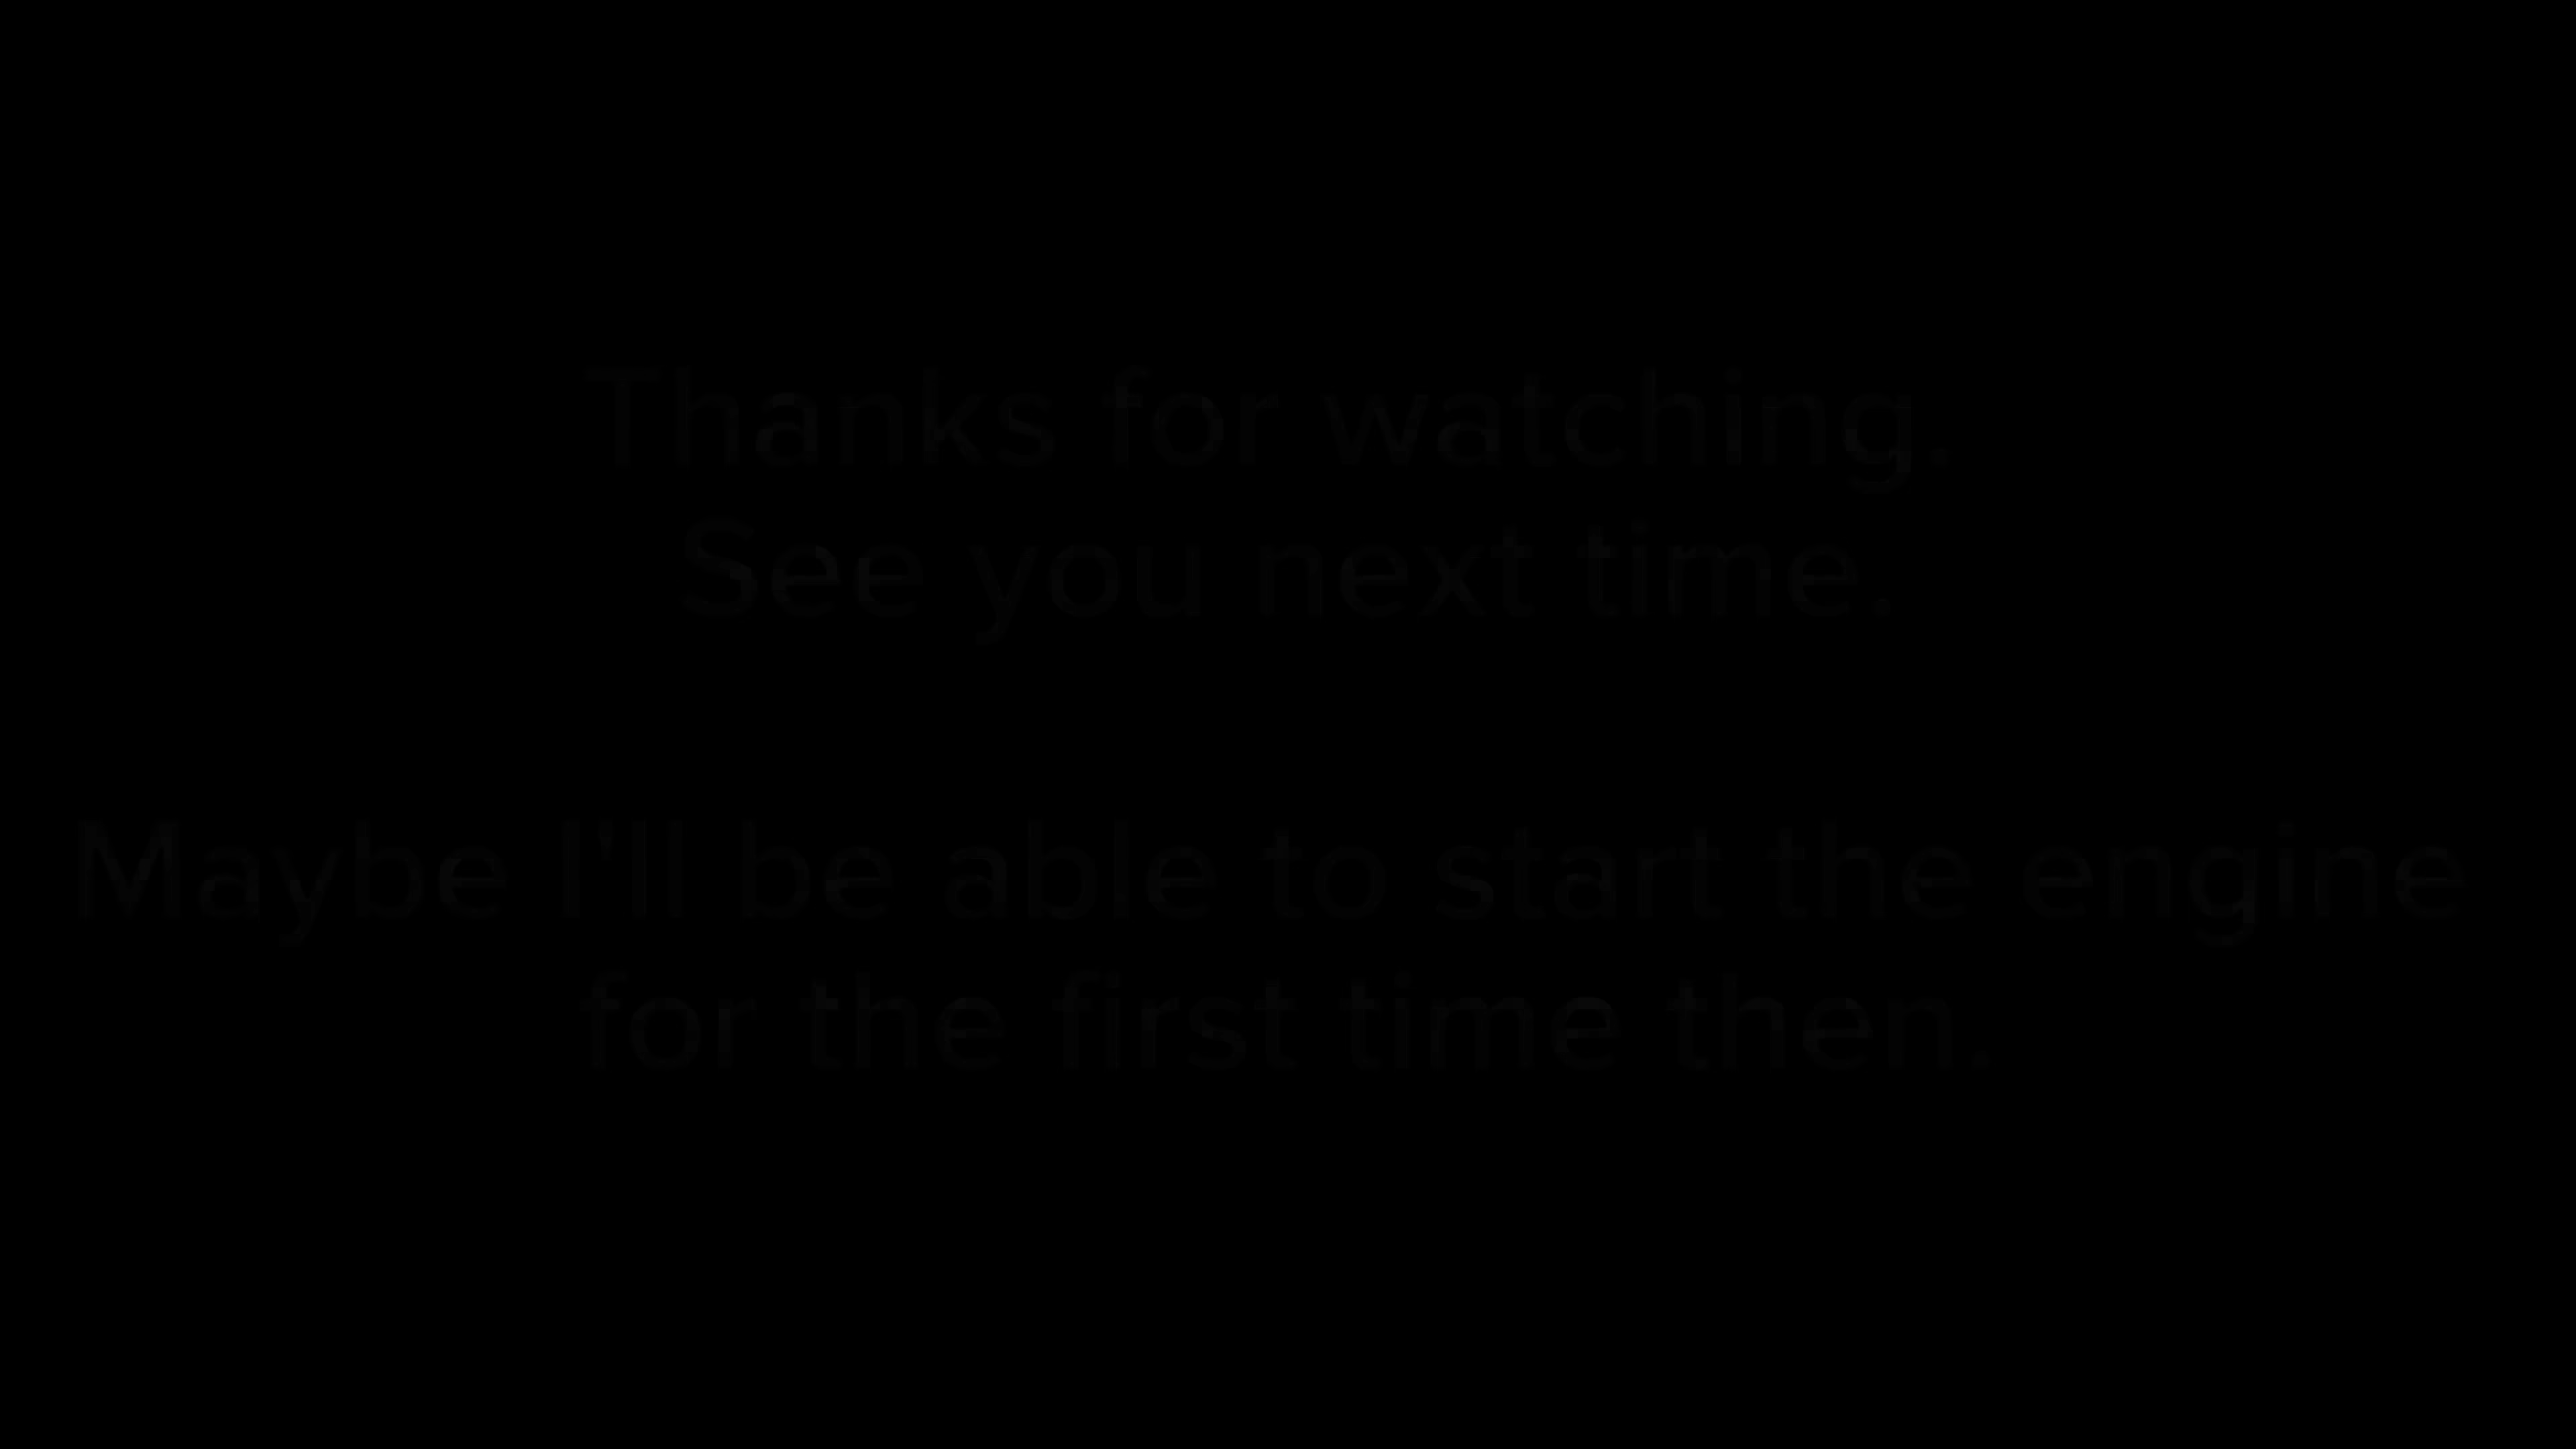 Thanks for watching.
See you next time.
Maybe I'll be able to start the engine
for the first time then.